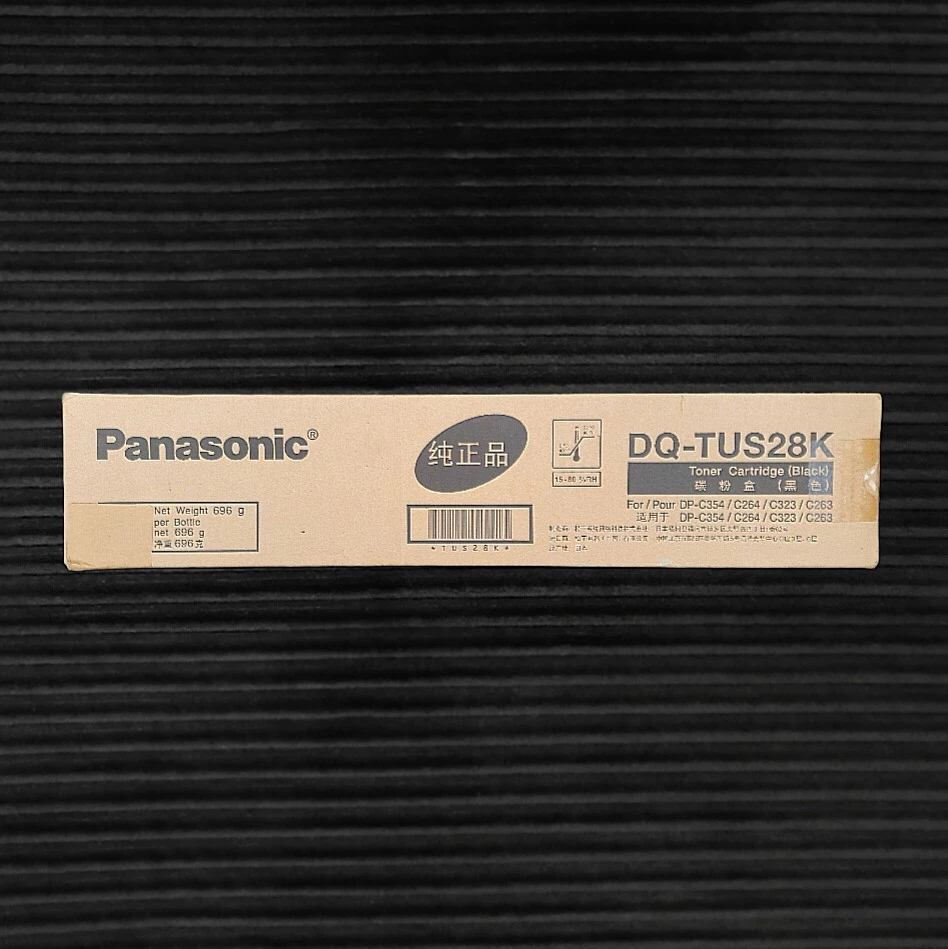 Panasonic®
纯正品
15-80 %RH
DQ-TUS28K
Toner Cartridge (Black)
碳粉盒 (黑色)
For / Pour DP-C354 / C264 / C323 / C263
适用于 DP-C354 / C264 / C323 / C263
Net Weight 696 g
per Bottle
net 696 g
净重 696克
*TUS28K*